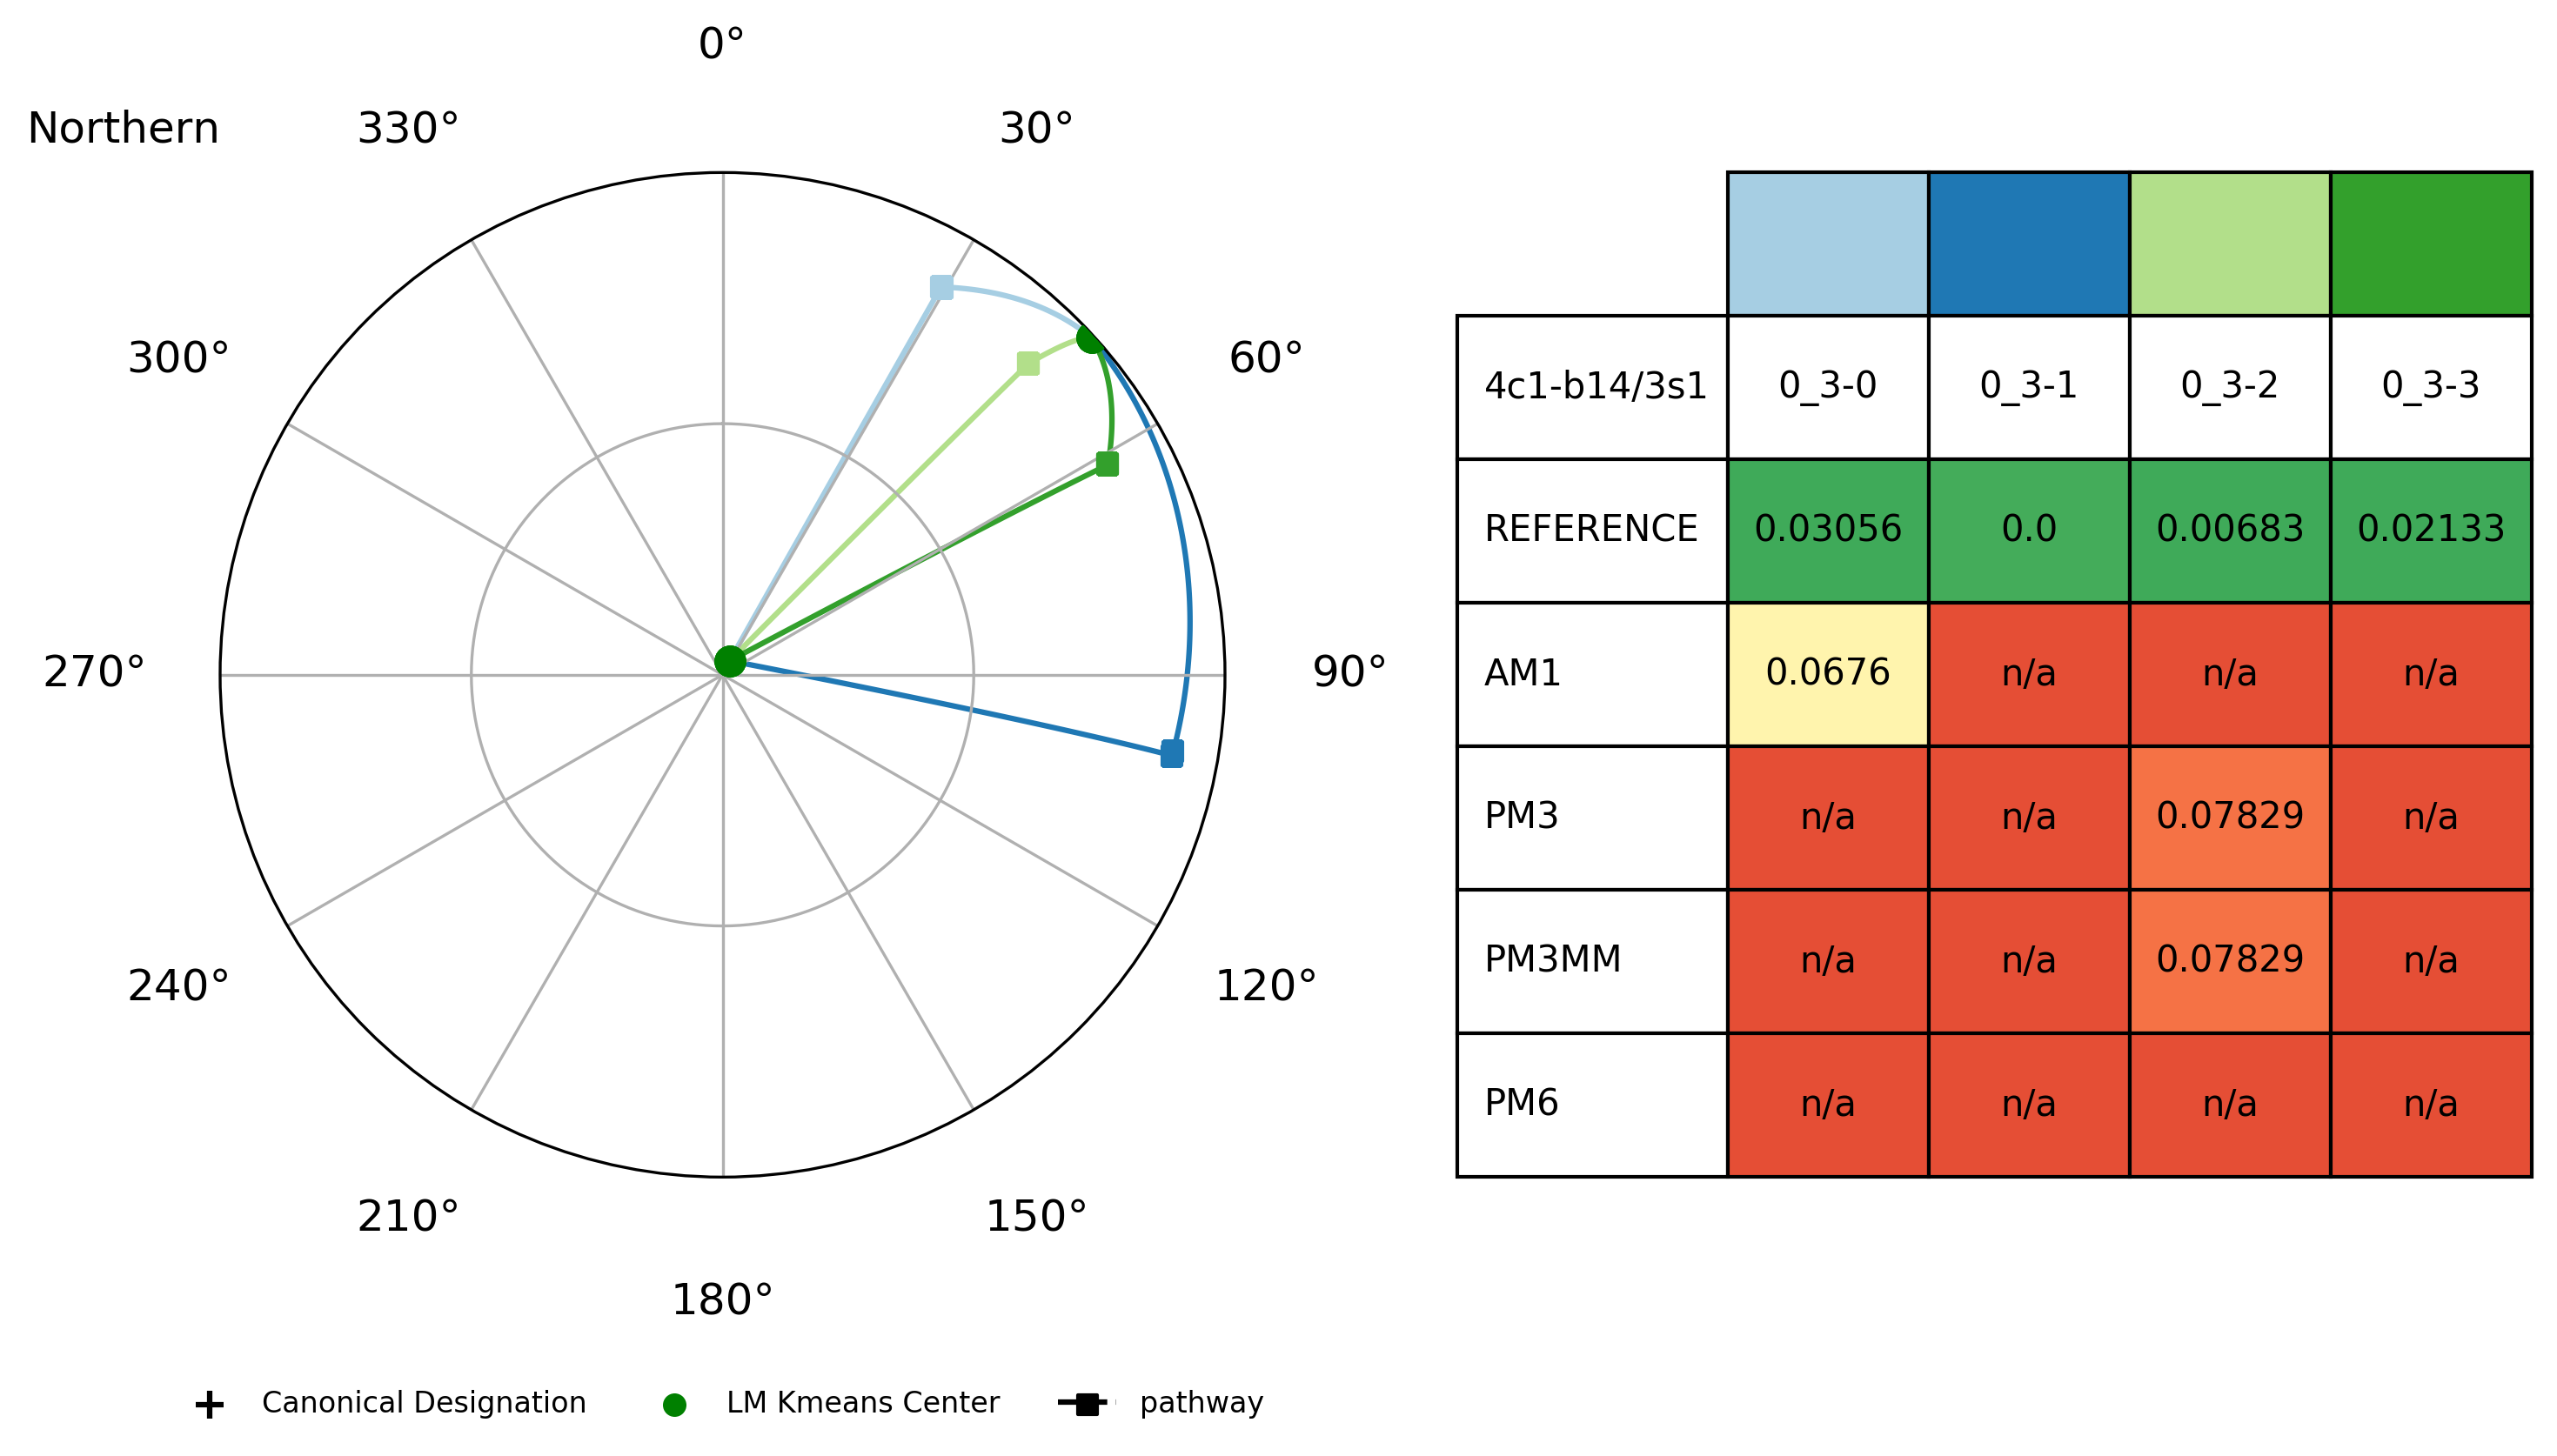 0°
Northern
330°
30°
300°
60°
270°
90°
240°
120°
210°
150°
180°
4c1-b14/3s1 0_3-0 0_3-1 0_3-2 0_3-3
REFERENCE 0.03056 0.0 0.00683 0.02133
AM1 0.0676 n/a n/a n/a
PM3 n/a n/a 0.07829 n/a
PM3MM n/a n/a 0.07829 n/a
PM6 n/a n/a n/a n/a
Canonical Designation
LM Kmeans Center
pathway